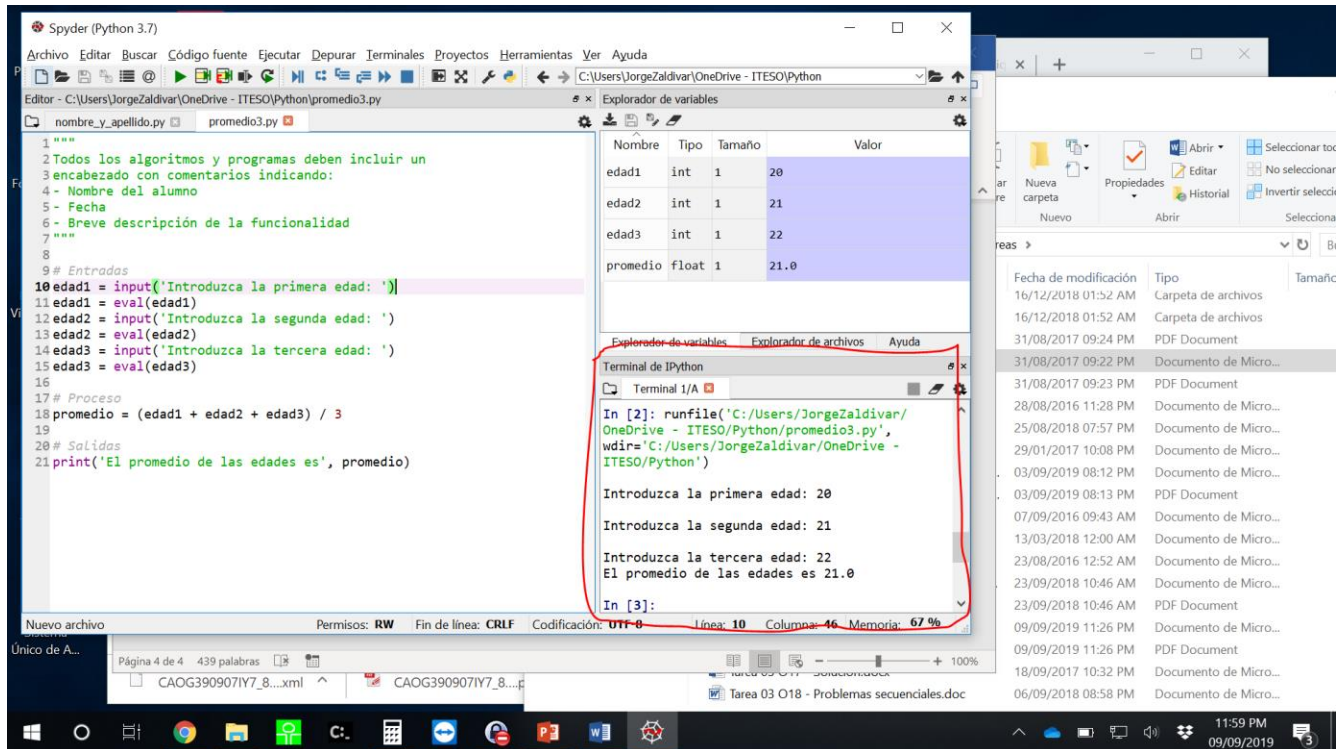 Spyder (Python 3.7)
Archivo Editar Buscar Código fuente Ejecutar Depurar Terminales Proyectos Herramientas Ver Ayuda
C:\Users\JorgeZaldivar\OneDrive - ITESO\Python
Editor - C:\Users\JorgeZaldivar\OneDrive - ITESO\Python\promedio3.py
nombre_y_apellido.py promedio3.py
1 """
2 Todos los algoritmos y programas deben incluir un
3 encabezado con comentarios indicando:
4 - Nombre del alumno
5 - Fecha
6 - Breve descripción de la funcionalidad
7 """
8
9 # Entradas
10 edad1 = input('Introduzca la primera edad: ')
11 edad1 = eval(edad1)
12 edad2 = input('Introduzca la segunda edad: ')
13 edad2 = eval(edad2)
14 edad3 = input('Introduzca la tercera edad: ')
15 edad3 = eval(edad3)
16
17 # Proceso
18 promedio = (edad1 + edad2 + edad3) / 3
19
20 # Salidas
21 print('El promedio de las edades es', promedio)
Explorador de variables
Nombre Tipo Tamaño Valor
edad1 int 1 20
edad2 int 1 21
edad3 int 1 22
promedio float 1 21.0
Explorador de variables Explorador de archivos Ayuda
Terminal de IPython
Terminal 1/A
In [2]: runfile('C:/Users/JorgeZaldivar/
OneDrive - ITESO/Python/promedio3.py',
wdir='C:/Users/JorgeZaldivar/OneDrive -
ITESO/Python')
Introduzca la primera edad: 20
Introduzca la segunda edad: 21
Introduzca la tercera edad: 22
El promedio de las edades es 21.0
In [3]:
Nuevo archivo Permisos: RW Fin de línea: CRLF Codificación: UTF-8 Línea: 10 Columna: 46 Memoria: 67 %
Nueva
carpeta
Propiedades
Abrir
Editar
Historial
Seleccionar toc
No seleccionar
Invertir selecci
Nuevo Abrir Selecciona
reas >
Fecha de modificación Tipo Tamaño
16/12/2018 01:52 AM Carpeta de archivos
16/12/2018 01:52 AM Carpeta de archivos
31/08/2017 09:24 PM PDF Document
31/08/2017 09:22 PM Documento de Micro...
31/08/2017 09:23 PM PDF Document
28/08/2016 11:28 PM Documento de Micro...
25/08/2018 07:57 PM Documento de Micro...
29/01/2017 10:08 PM Documento de Micro...
03/09/2019 08:12 PM Documento de Micro...
03/09/2019 08:13 PM PDF Document
07/09/2016 09:43 AM Documento de Micro...
13/03/2018 12:00 AM Documento de Micro...
23/08/2016 12:52 AM Documento de Micro...
23/09/2018 10:46 AM Documento de Micro...
23/09/2018 10:46 AM PDF Document
09/09/2019 11:26 PM Documento de Micro...
09/09/2019 11:26 PM PDF Document
18/09/2017 10:32 PM Documento de Micro...
Tarea 03 O18 - Problemas secuenciales.doc 06/09/2018 08:58 PM Documento de Micro...
Único de A...
Página 4 de 4 439 palabras 100%
CAOG390907IY7_8....xml CAOG390907IY7_8....p
11:59 PM
09/09/2019
3